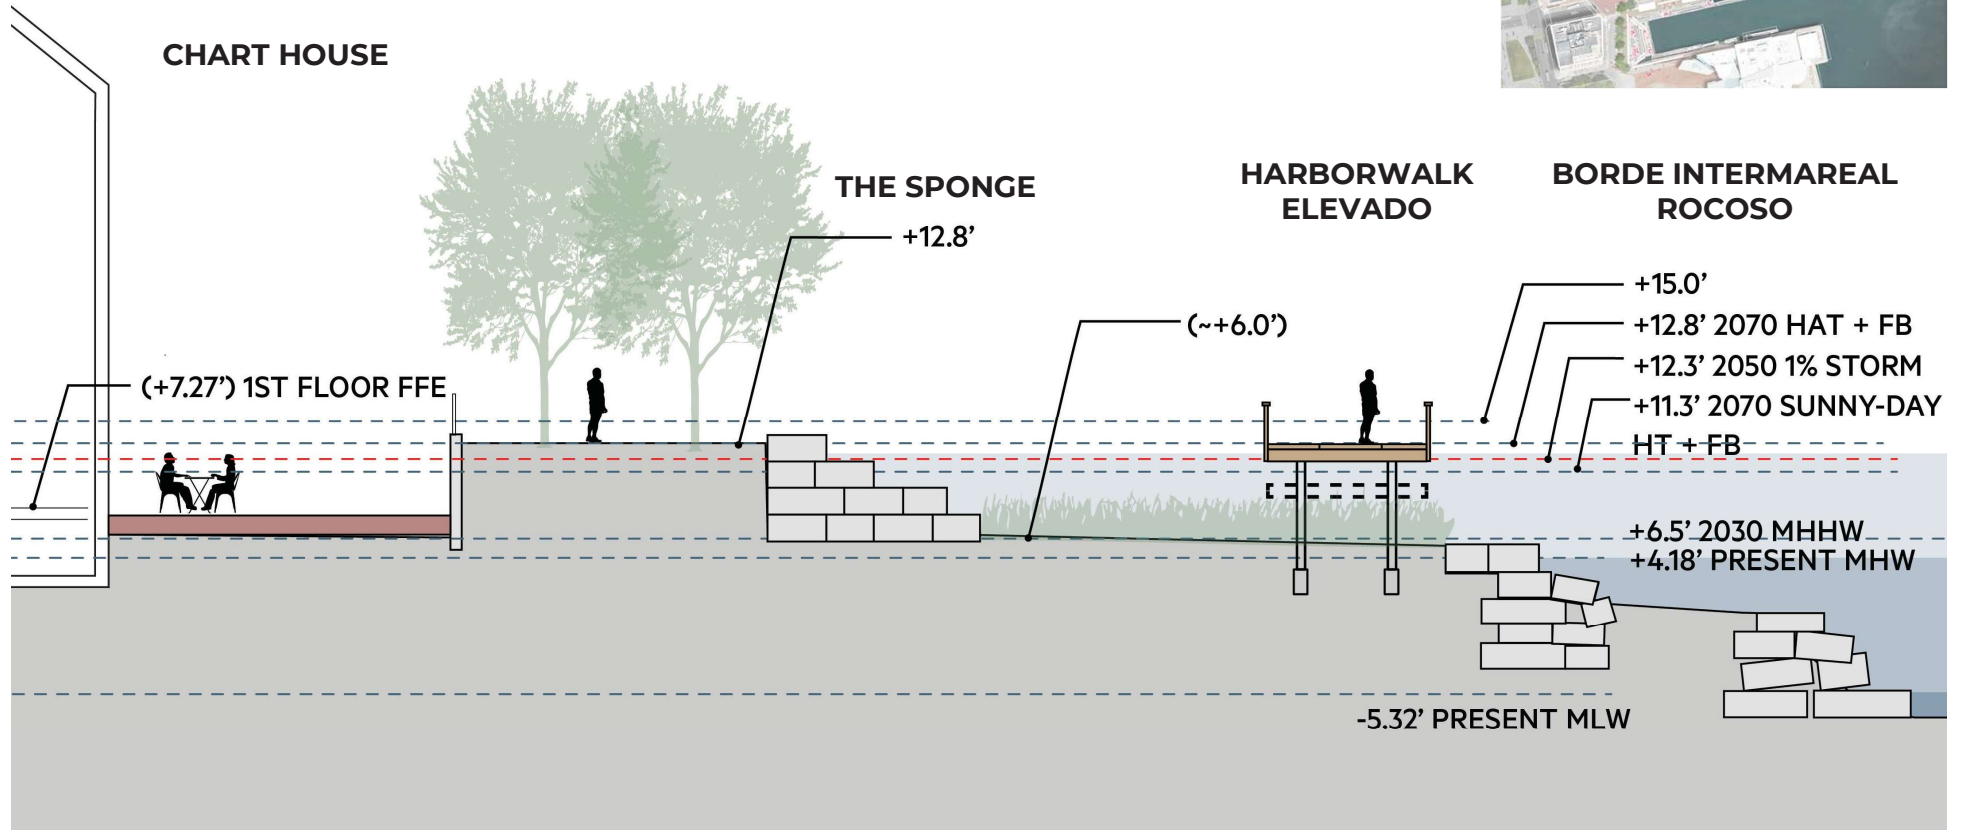 CHART HOUSE
THE SPONGE
+12.8’
HARBORWALK
ELEVADO
BORDE INTERMAREAL
ROCOSO
(~+6.0’)
+15.0’
+12.8’ 2070 HAT + FB
+12.3’ 2050 1% STORM
+11.3’ 2070 SUNNY-DAY
HT + FB
(+7.27’) 1ST FLOOR FFE
+6.5’ 2030 MHHW
+4.18’ PRESENT MHW
-5.32’ PRESENT MLW